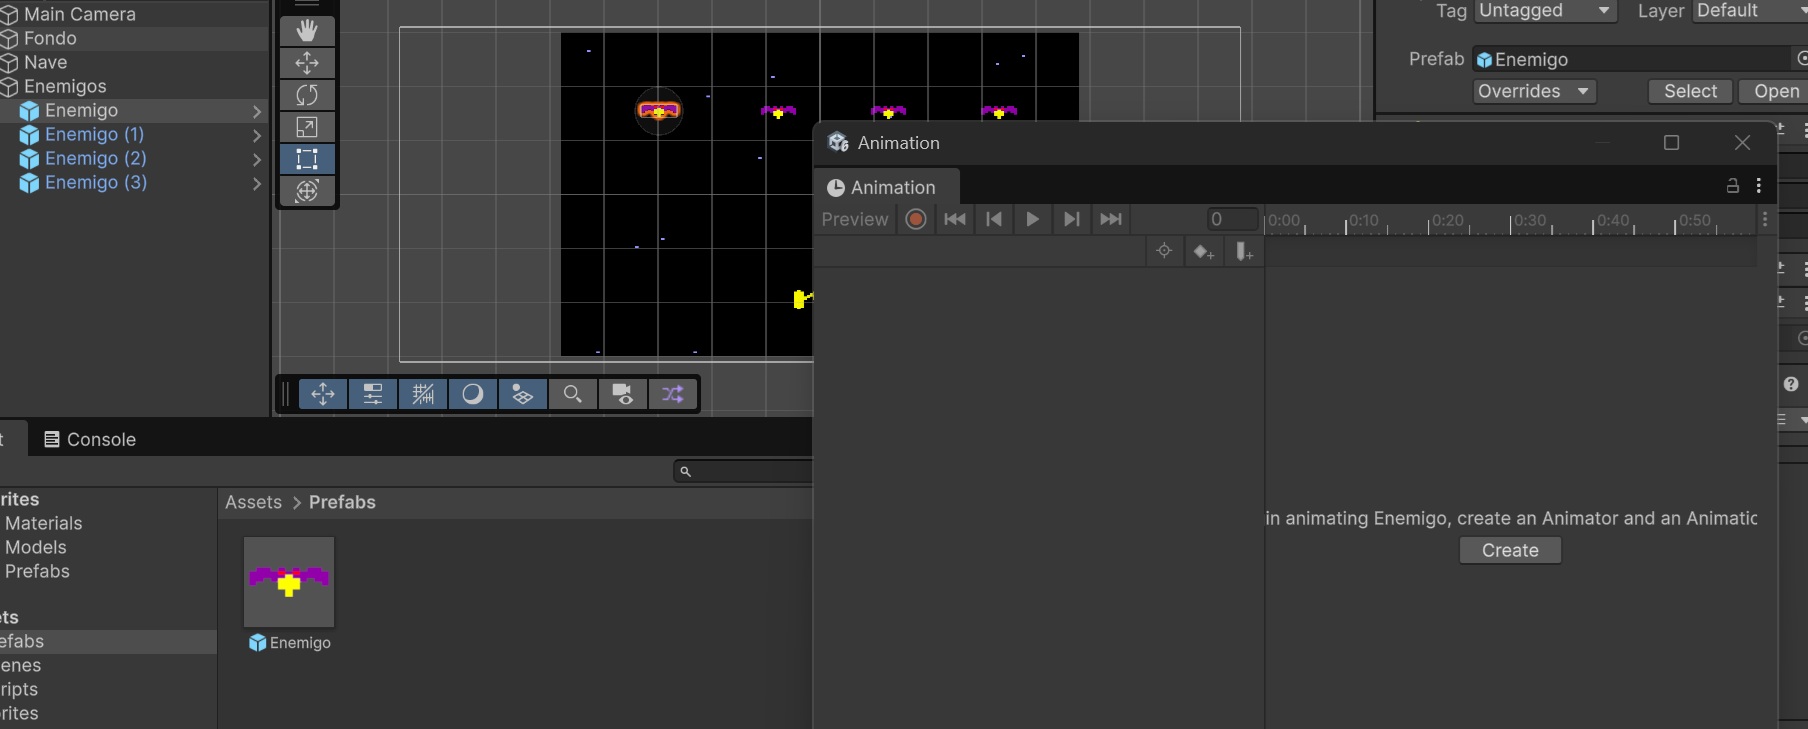 Main Camera
Fondo
Nave
Enemigos
Enemigo
Enemigo (1)
Enemigo (2)
Enemigo (3)
Tag Untagged Layer Default
Prefab Enemigo
Overrides Select Open
Animation
Animation
Preview 0 0:00 0:10 0:20 0:30 0:40 0:50
in animating Enemigo, create an Animator and an Animatic
Create
t Console
rites
Materials
Models
Prefabs
ets
efabs
enes
ripts
rites
Assets > Prefabs
Enemigo